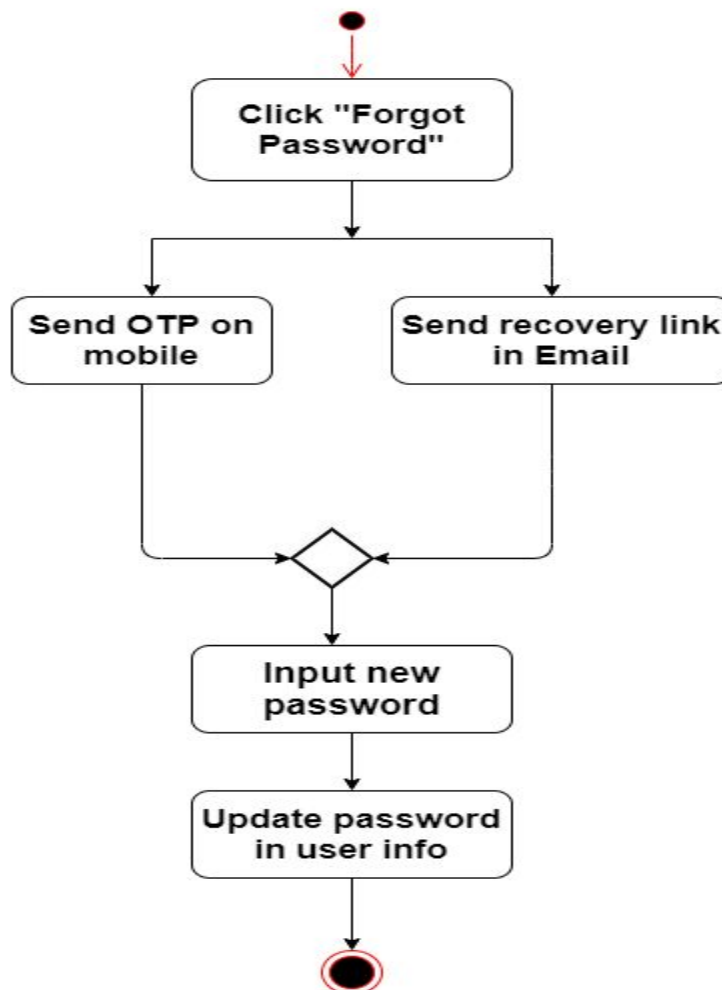 Click "Forgot
Password"
Send OTP on
mobile
Send recovery link
in Email
Input new
password
Update password
in user info